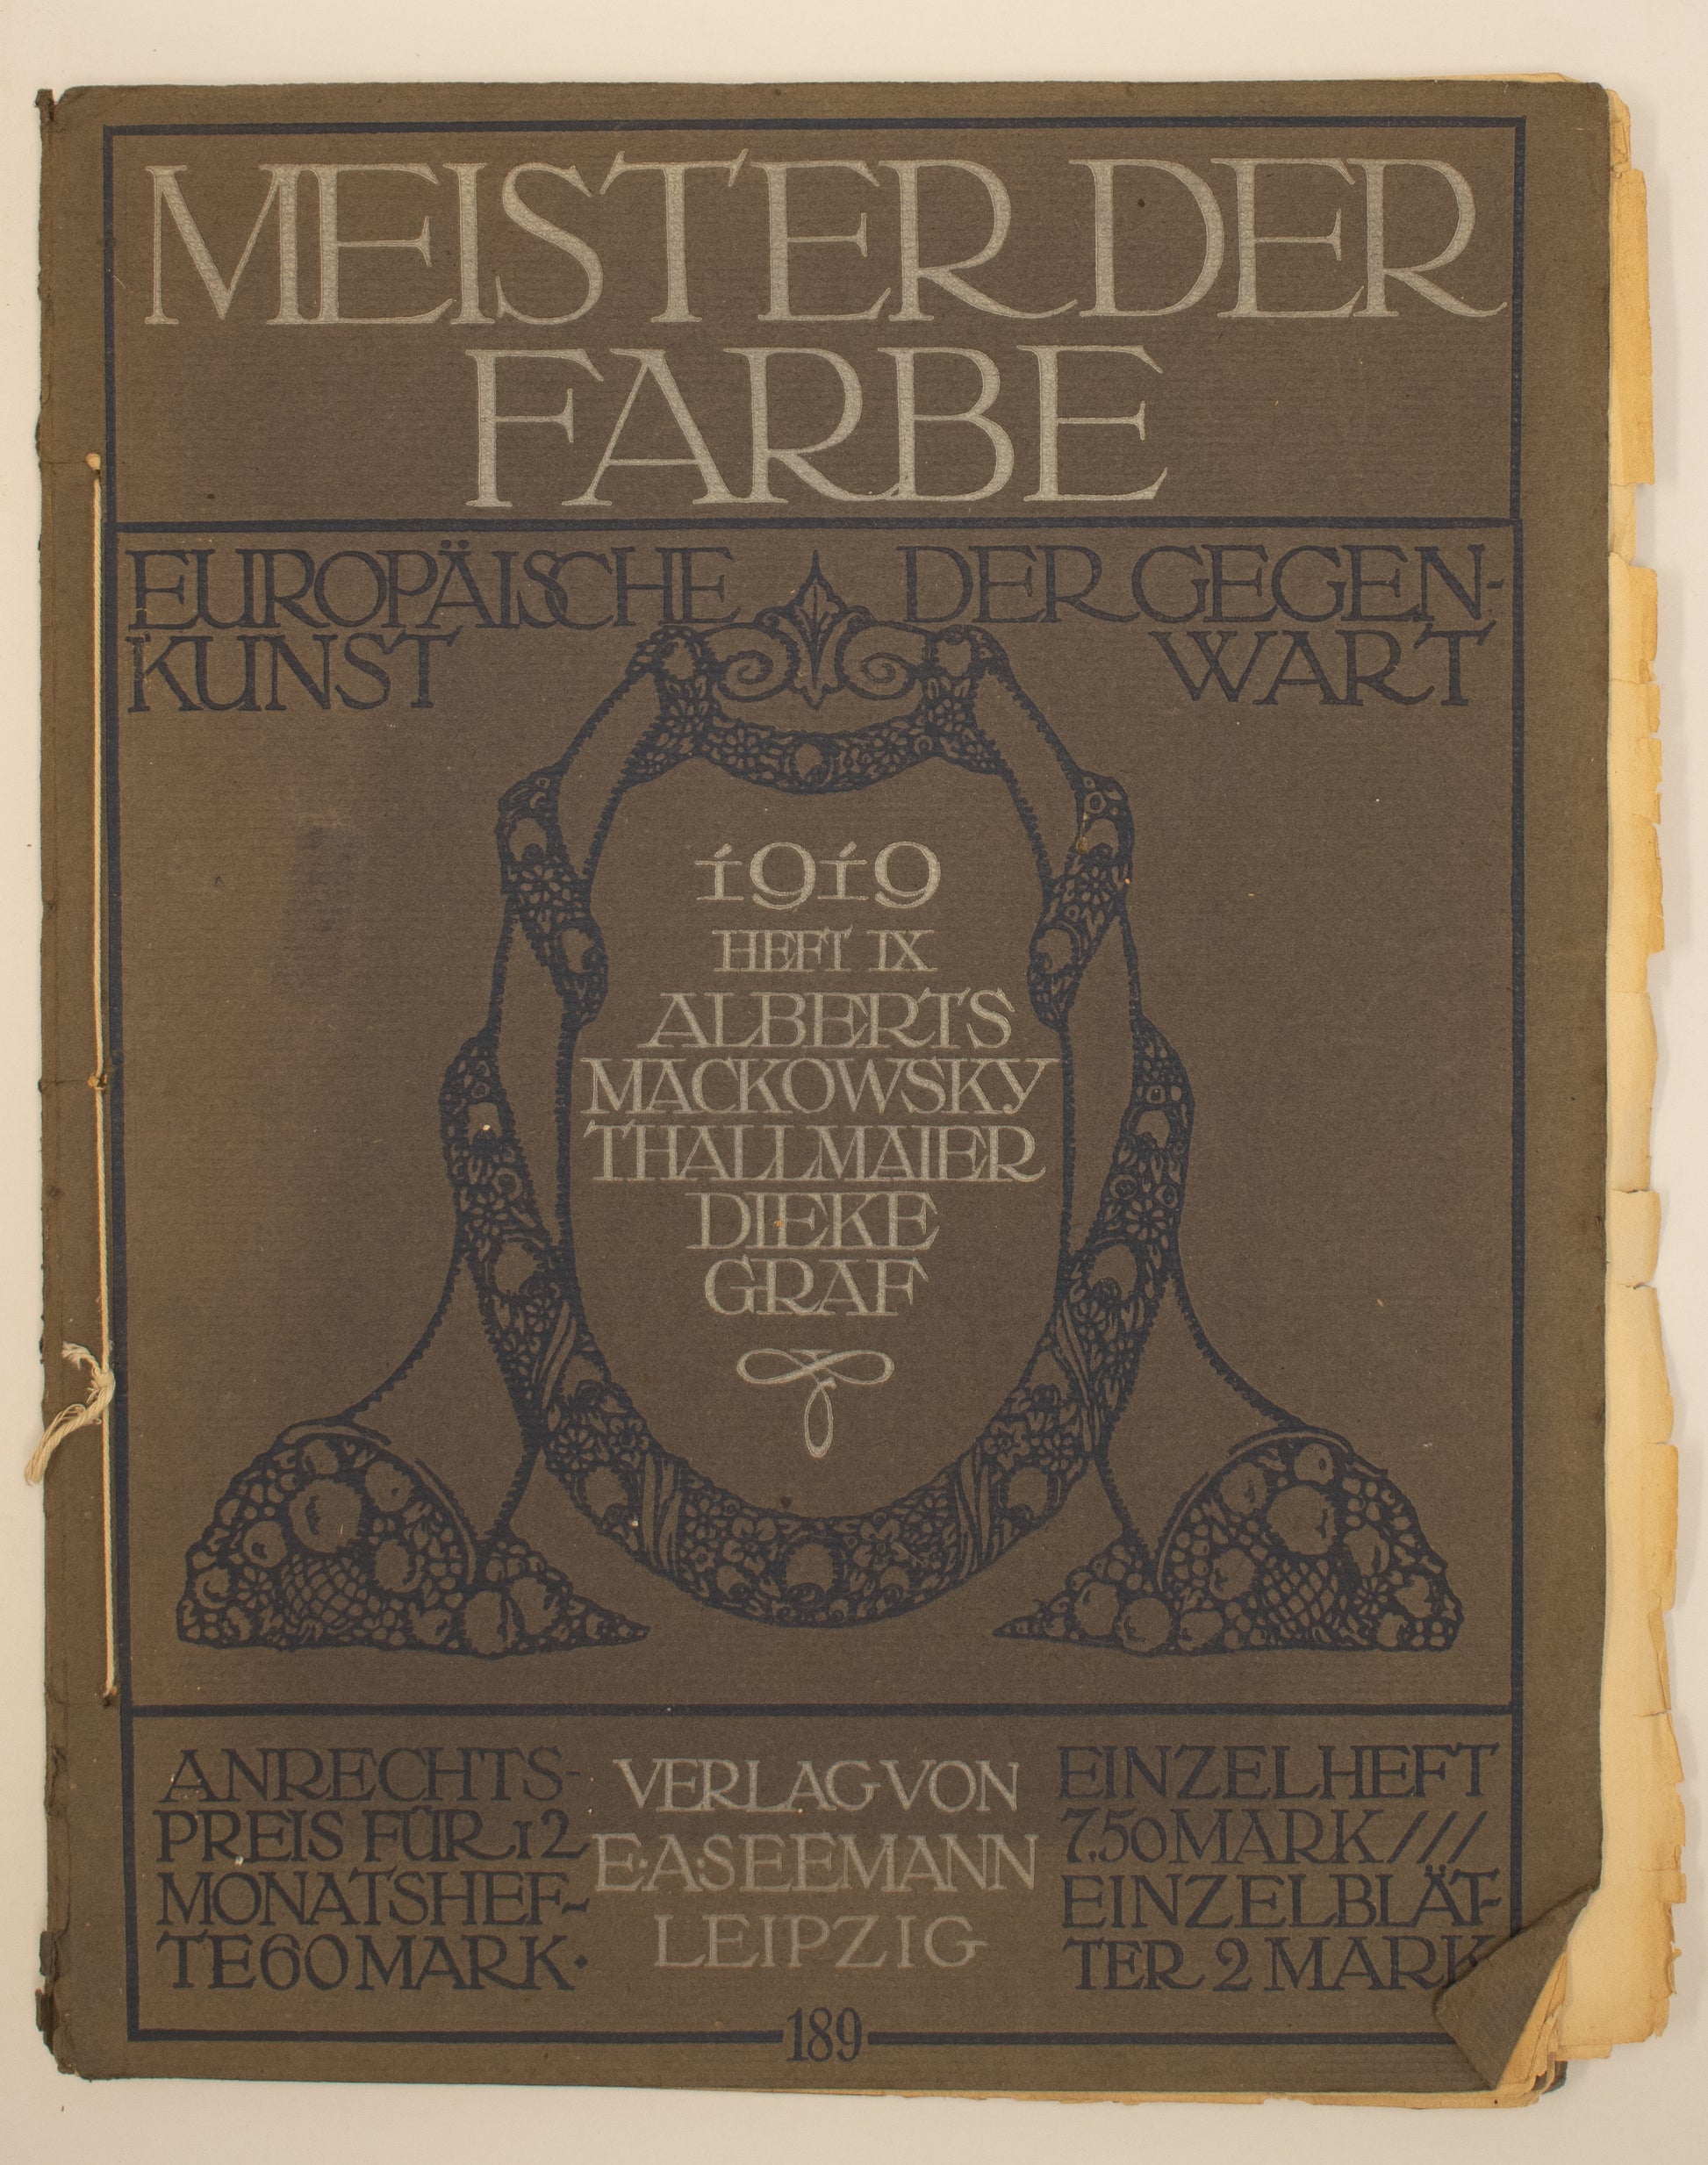 MEISTER DER
FARBE
EUROPÄISCHE
KUNST
DER GEGEN-
WART
1919
HEFT IX
ALBERTS
MACKOWSKY
THALLMAIER
DIEKE
GRAF
ANRECHTS-
PREIS FÜR 12
MONATSHEF-
TE 60 MARK·
VERLAG VON
E·A·SEEMANN
LEIPZIG
EINZELHEFT
7.50 MARK ///
EINZELBLÄT-
TER 2 MARK
189